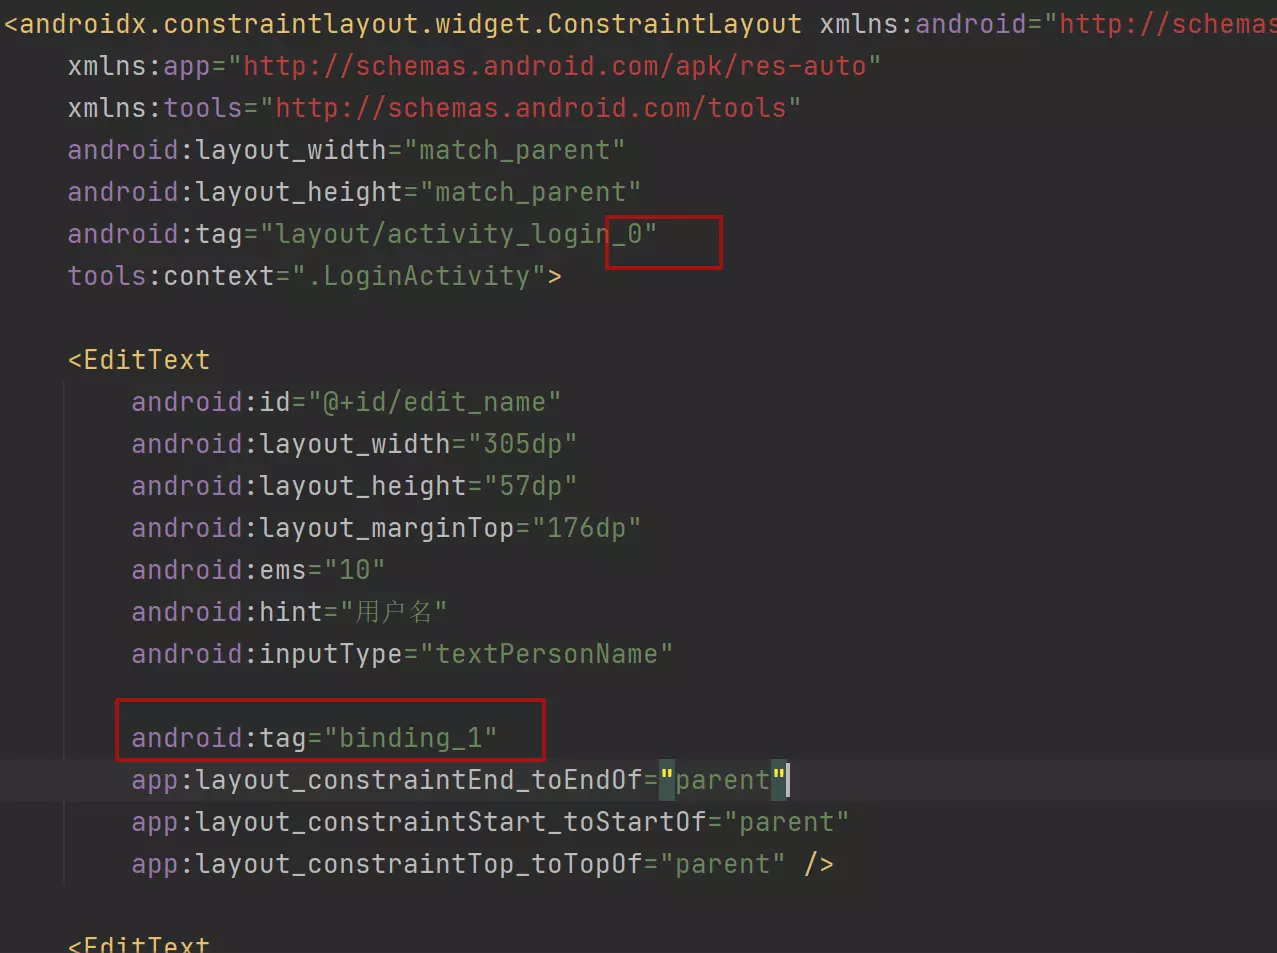 <androidx.constraintlayout.widget.ConstraintLayout xmlns:android="http://schemas
xmlns:app="http://schemas.android.com/apk/res-auto"
xmlns:tools="http://schemas.android.com/tools"
android:layout_width="match_parent"
android:layout_height="match_parent"
android:tag="layout/activity_login_0"
tools:context=".LoginActivity">
<EditText
android:id="@+id/edit_name"
android:layout_width="305dp"
android:layout_height="57dp"
android:layout_marginTop="176dp"
android:ems="10"
android:hint="用户名"
android:inputType="textPersonName"
android:tag="binding_1"
app:layout_constraintEnd_toEndOf="parent"
app:layout_constraintStart_toStartOf="parent"
app:layout_constraintTop_toTopOf="parent" />
<EditText